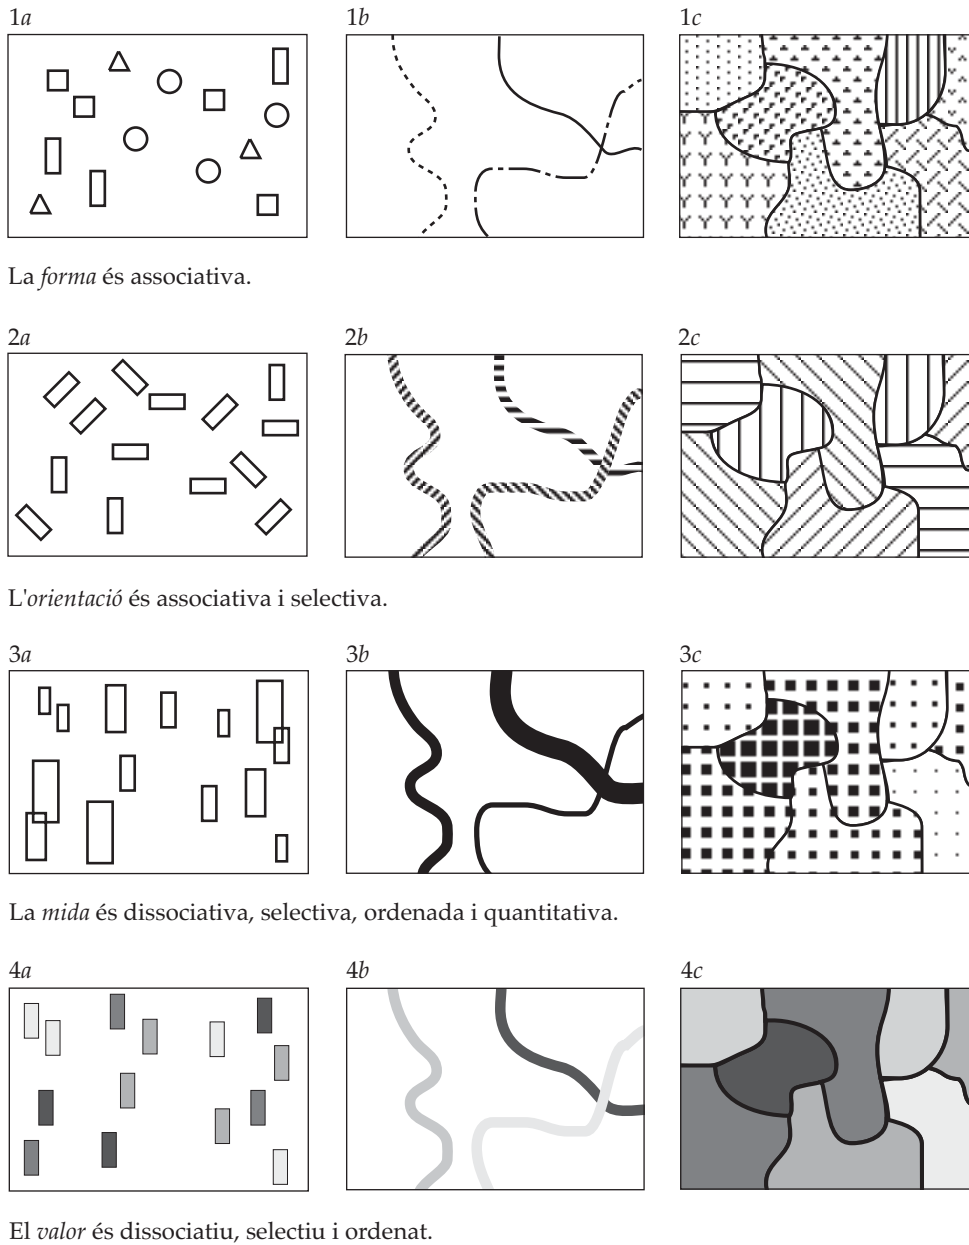 1a 1b 1c
La forma és associativa.
2a 2b 2c
L'orientació és associativa i selectiva.
3a 3b 3c
La mida és dissociativa, selectiva, ordenada i quantitativa.
4a 4b 4c
El valor és dissociatiu, selectiu i ordenat.